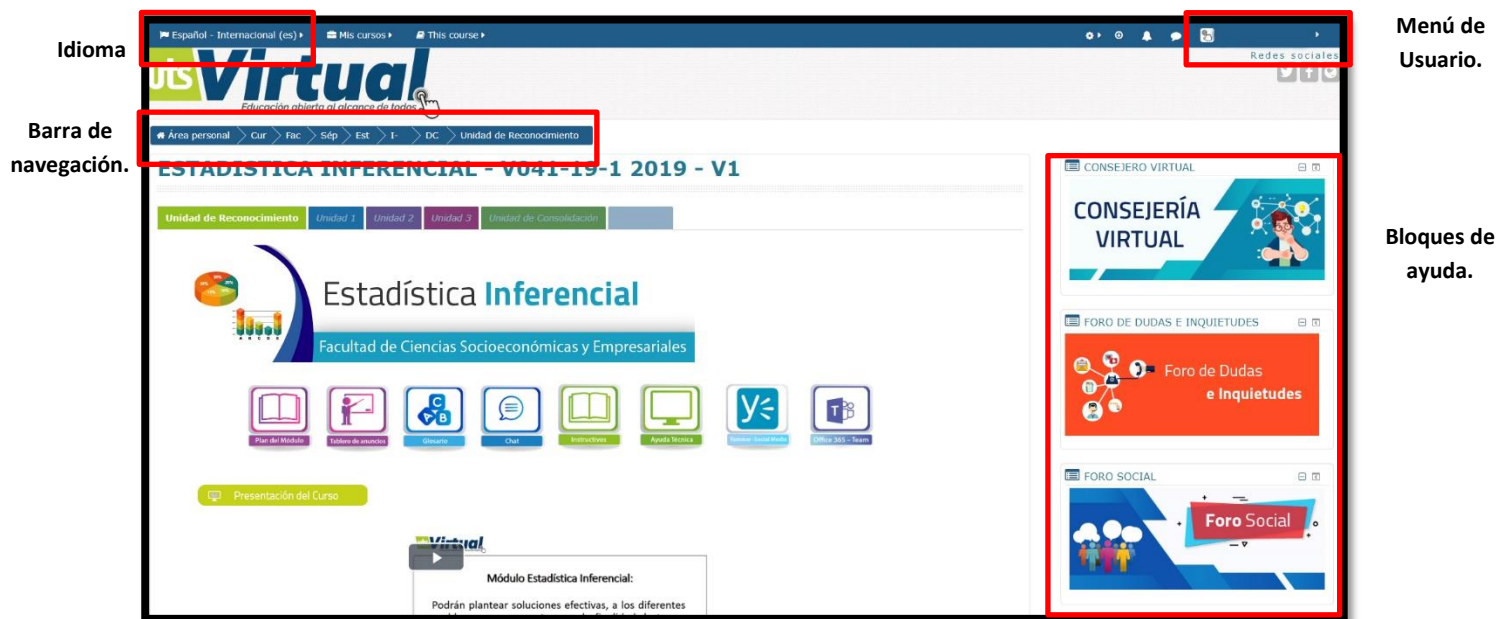 Idioma
Menú de
Usuario.
Barra de
navegación.
Bloques de
ayuda.
Español - Internacional (es)
Mis cursos
This course
uts Virtual
Educación abierta al alcance de todos
Redes sociales
Área personal Cur Fac Sép Est I- DC Unidad de Reconocimiento
ESTADISTICA INFERENCIAL - V041-19-1 2019 - V1
Unidad de Reconocimiento Unidad 1 Unidad 2 Unidad 3 Unidad de Consolidación
Estadística Inferencial
Facultad de Ciencias Socioeconómicas y Empresariales
A B C D E
C
A B
Y
T
Plan del Módulo Tablero de anuncios Glosario Chat Instructivos Ayuda Técnica Office 365 – Team
Presentación del Curso
Virtual
Módulo Estadística Inferencial:
Podrán plantear soluciones efectivas, a los diferentes
CONSEJERO VIRTUAL
CONSEJERÍA
VIRTUAL
FORO DE DUDAS E INQUIETUDES
Foro de Dudas
e Inquietudes
FORO SOCIAL
Foro Social